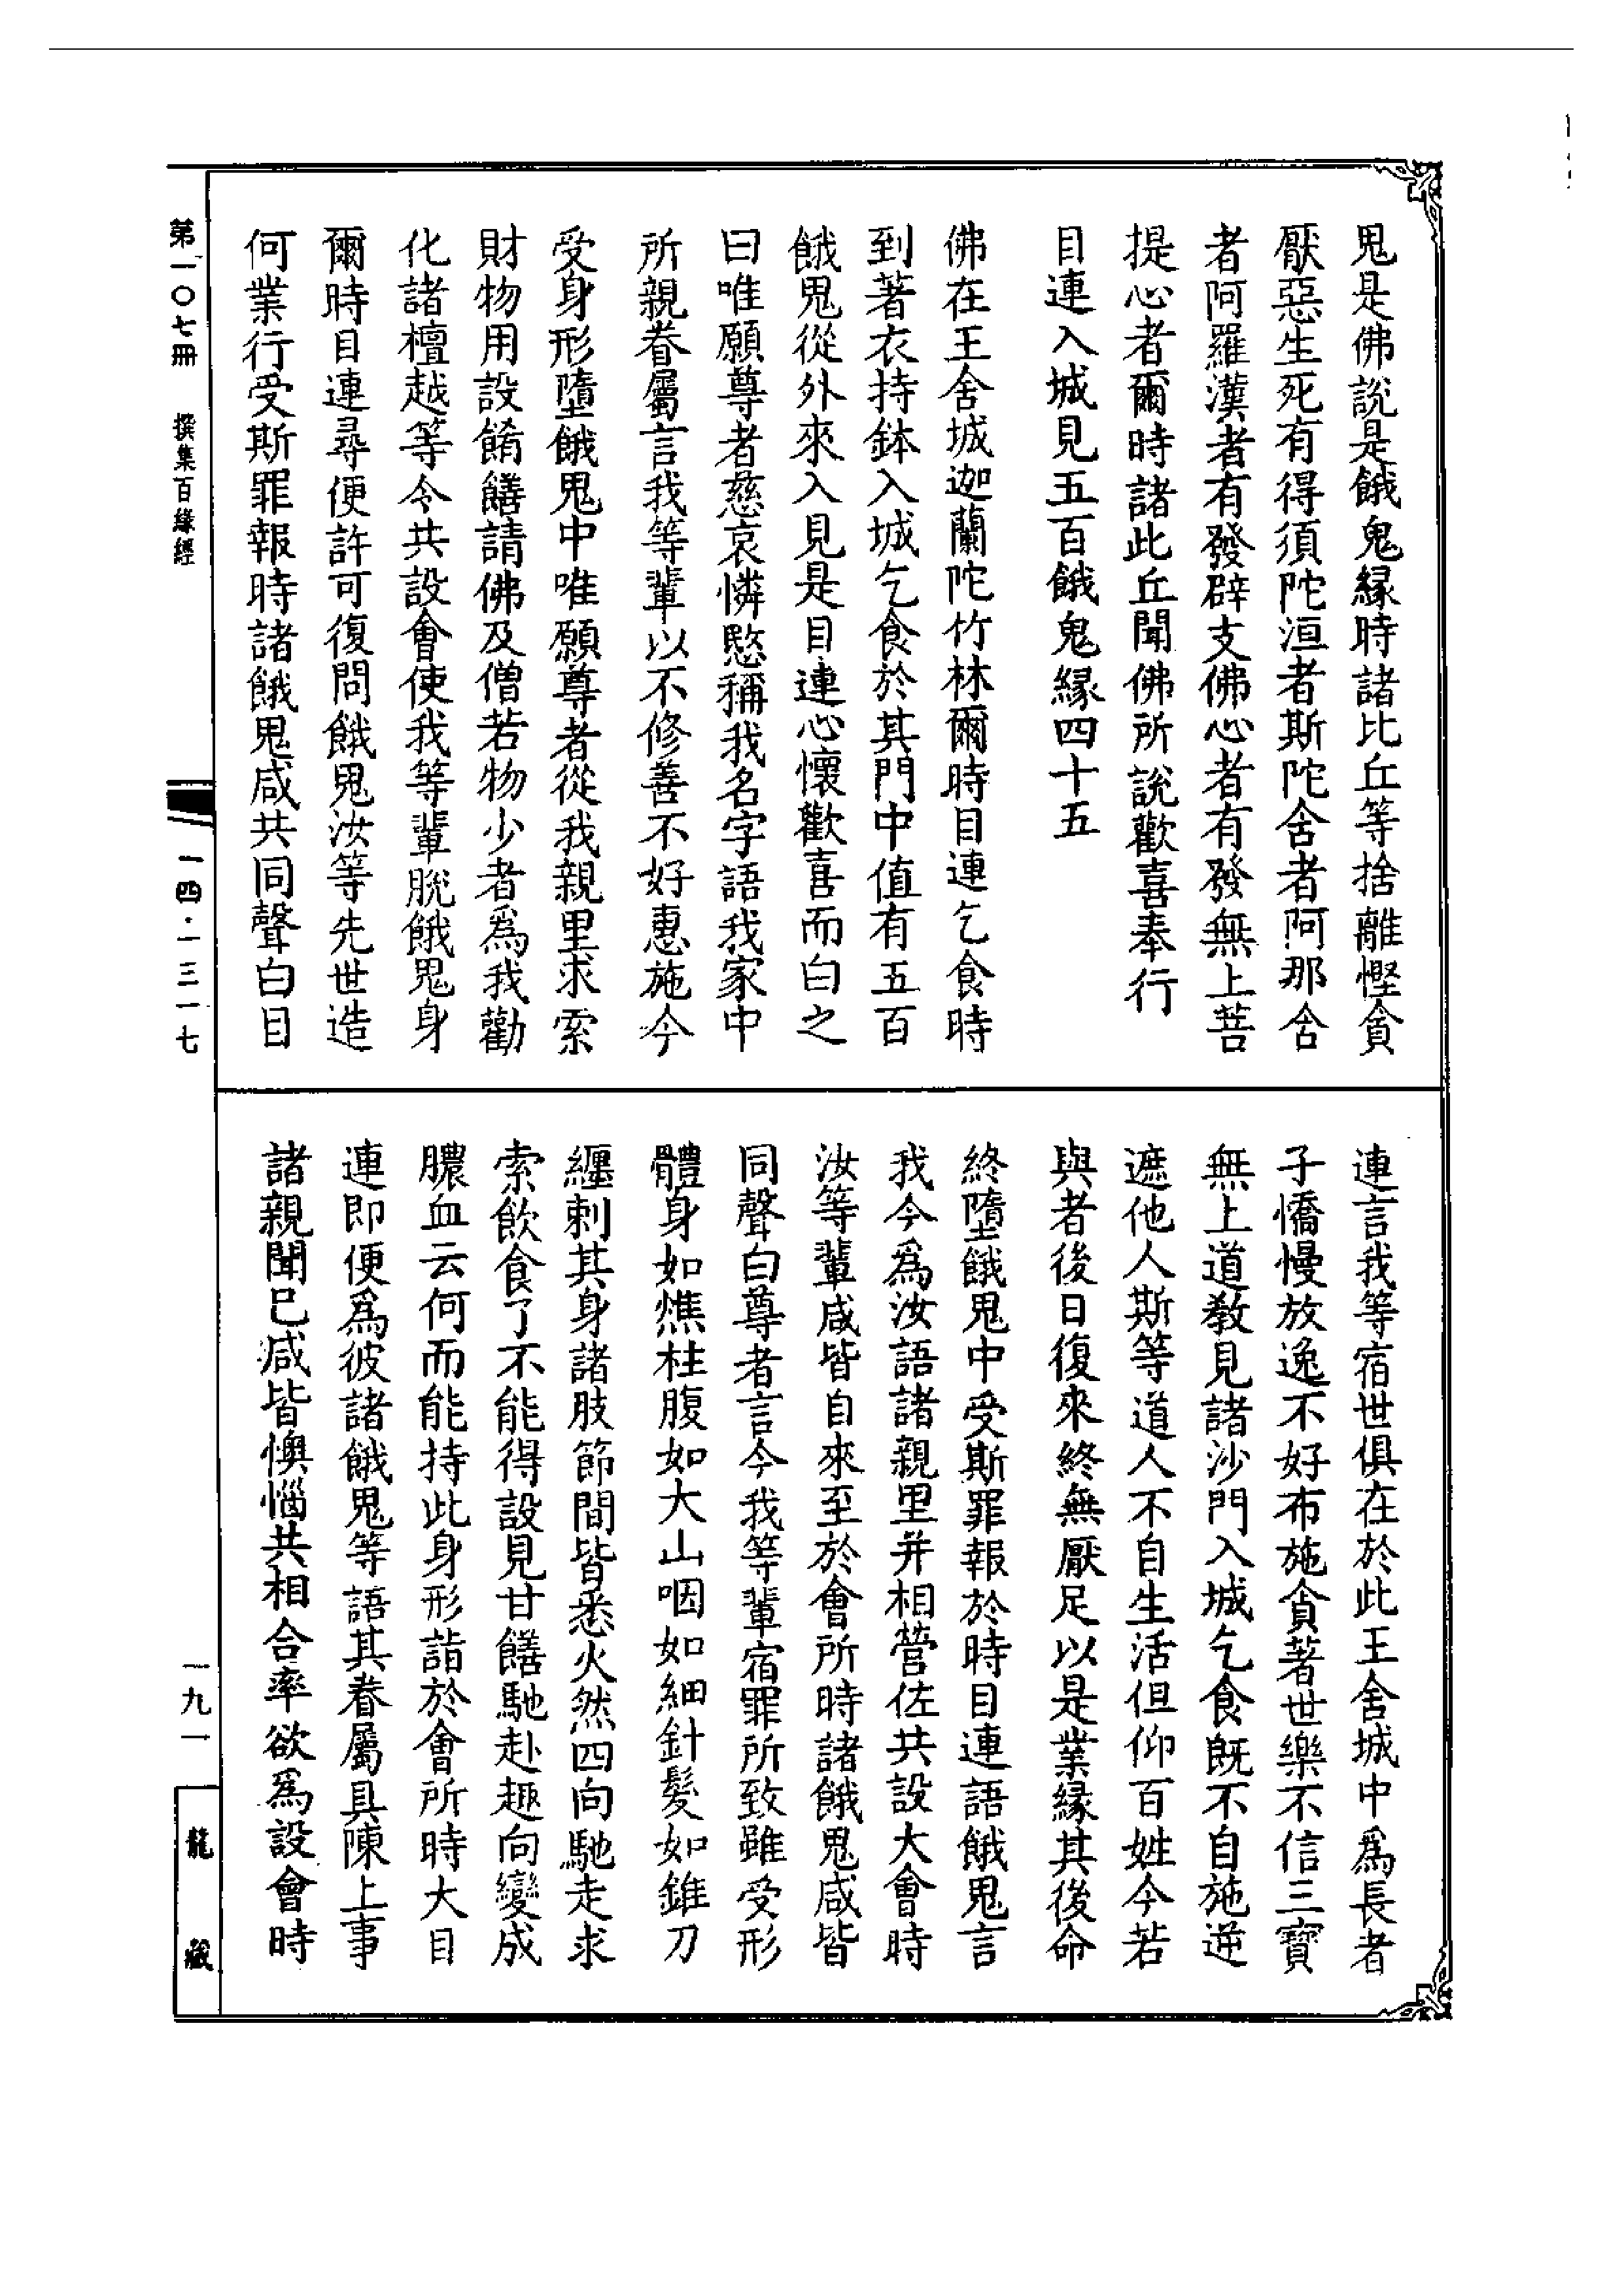 鬼是佛說是餓鬼緣時諸比丘等捨離慳貪
厭惡生死有得須陀洹者斯陀含者阿那含
者阿羅漢者有發辟支佛心者有發無上菩
提心者爾時諸比丘聞佛所說歡喜奉行
目連入城見五百餓鬼緣四十五
佛在王舍城迦蘭陀竹林爾時目連乞食時
到著衣持鉢入城乞食於其門中值有五百
餓鬼從外來入見是目連心懷歡喜而白之
曰唯願尊者慈哀憐愍稱我名字語我家中
所親眷屬言我等輩以不修善不好惠施今
受身形墮餓鬼中唯願尊者從我親里求索
財物用設餚饍請佛及僧若物少者為我勸
化諸檀越等令共設會使我等輩脫餓鬼身
爾時目連尋便許可復問餓鬼汝等先世造
何業行受斯罪報時諸餓鬼咸共同聲白目
連言我等宿世俱在於此王舍城中為長者
子憍慢放逸不好布施貪著世樂不信三寶
無上道教見諸沙門入城乞食既不自施逆
遮他人斯等道人不自生活但仰百姓今若
與者後日復來終無厭足以是業緣其後命
終墮餓鬼中受斯罪報於時目連語餓鬼言
我今為汝語諸親里并相營佐共設大會時
汝等輩咸皆自來至於會所時諸餓鬼咸皆
同聲白尊者言今我等輩宿罪所致雖受形
體身如燋柱腹如大山咽如細針髮如錐刀
纏刺其身諸肢節間皆悉火然四向馳走求
索飲食了不能得設見甘饍馳赴趣向變成
膿血云何而能持此身形詣於會所時大目
連即便為彼諸餓鬼等語其眷屬具陳上事
諸親聞已咸皆懊惱共相合率欲為設會時
第一〇七冊 撰集百緣經
一四·一三一七
一九一
龍藏